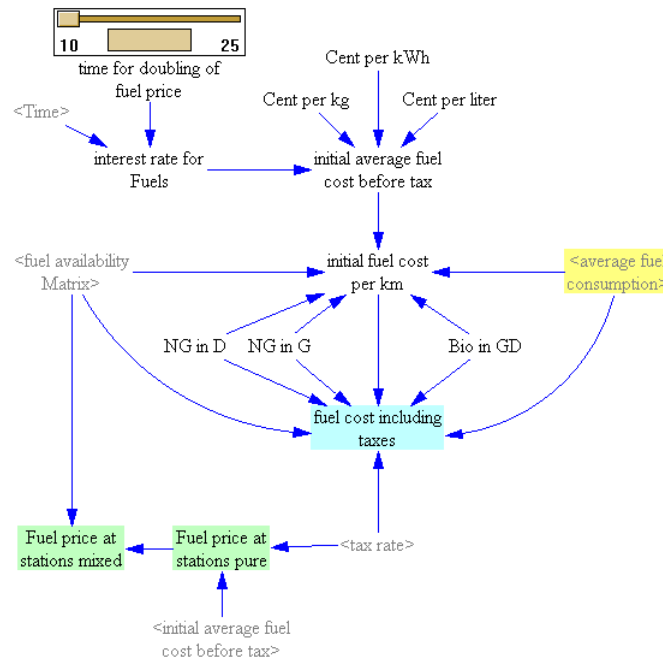 10 25
time for doubling of
fuel price
<Time>
interest rate for
Fuels
Cent per kWh
Cent per kg
Cent per liter
initial average fuel
cost before tax
<fuel availability
Matrix>
initial fuel cost
per km
<average fuel
consumption>
NG in D
NG in G
Bio in GD
fuel cost including
taxes
Fuel price at
stations mixed
Fuel price at
stations pure
<tax rate>
<initial average fuel
cost before tax>